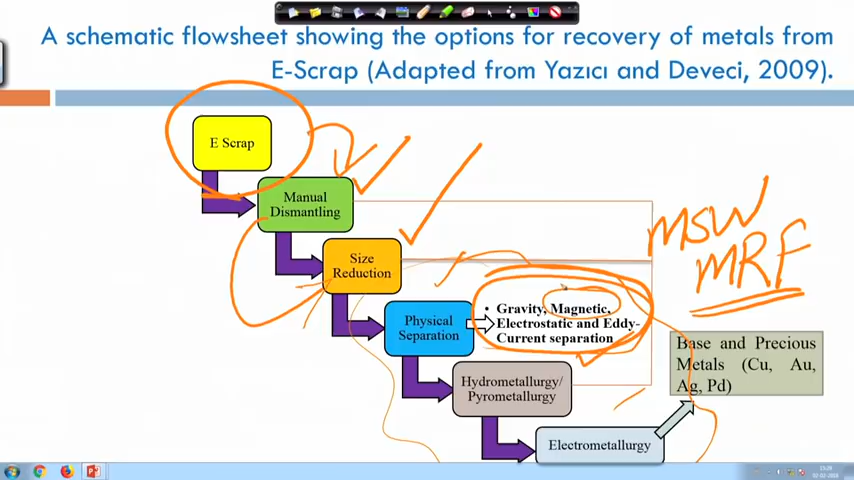 A schematic flowsheet showing the options for recovery of metals from
E-Scrap (Adapted from Yazıcı and Deveci, 2009).
E Scrap
Manual
Dismantling
MSW
MRF
Size
Reduction
Physical
Separation
• Gravity, Magnetic,
Electrostatic and Eddy-
Current separation
Base and Precious
Metals (Cu, Au,
Ag, Pd)
Hydrometallurgy/
Pyrometallurgy
Electrometallurgy